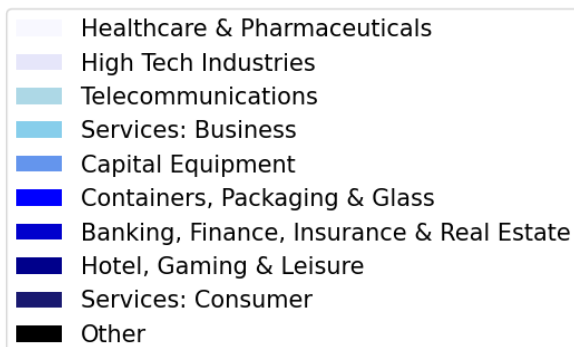 Healthcare & Pharmaceuticals
High Tech Industries
Telecommunications
Services: Business
Capital Equipment
Containers, Packaging & Glass
Banking, Finance, Insurance & Real Estate
Hotel, Gaming & Leisure
Services: Consumer
Other